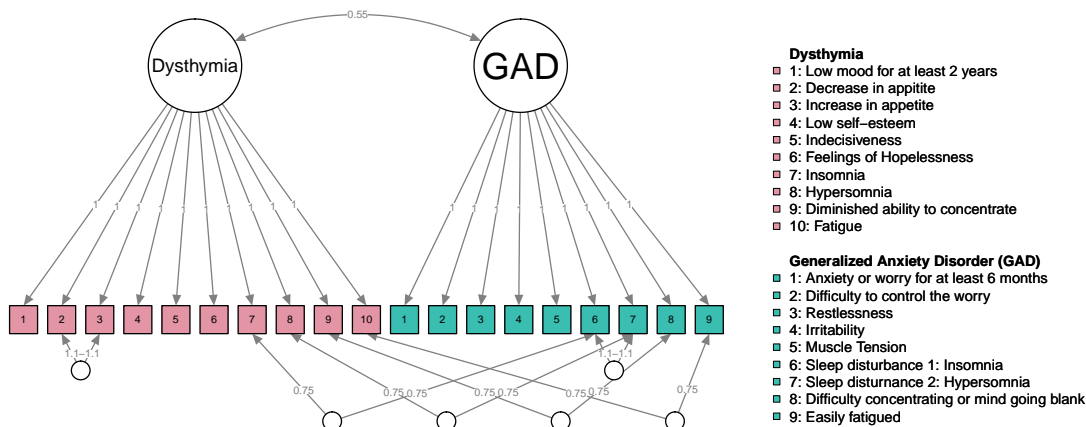 0.55
Dysthymia
GAD
1 1 1 1 1 1 1 1 1 1
1 1 1 1 1 1 1 1 1
1 2 3 4 5 6 7 8 9 10 1 2 3 4 5 6 7 8 9
1.1 −1.1
1.1 −1.1
0.75 0.75 0.75 0.75 0.75 0.75 0.75 0.75
Dysthymia
1: Low mood for at least 2 years
2: Decrease in appitite
3: Increase in appetite
4: Low self−esteem
5: Indecisiveness
6: Feelings of Hopelessness
7: Insomnia
8: Hypersomnia
9: Diminished ability to concentrate
10: Fatigue
Generalized Anxiety Disorder (GAD)
1: Anxiety or worry for at least 6 months
2: Difficulty to control the worry
3: Restlessness
4: Irritability
5: Muscle Tension
6: Sleep disturbance 1: Insomnia
7: Sleep disturnance 2: Hypersomnia
8: Difficulty concentrating or mind going blank
9: Easily fatigued